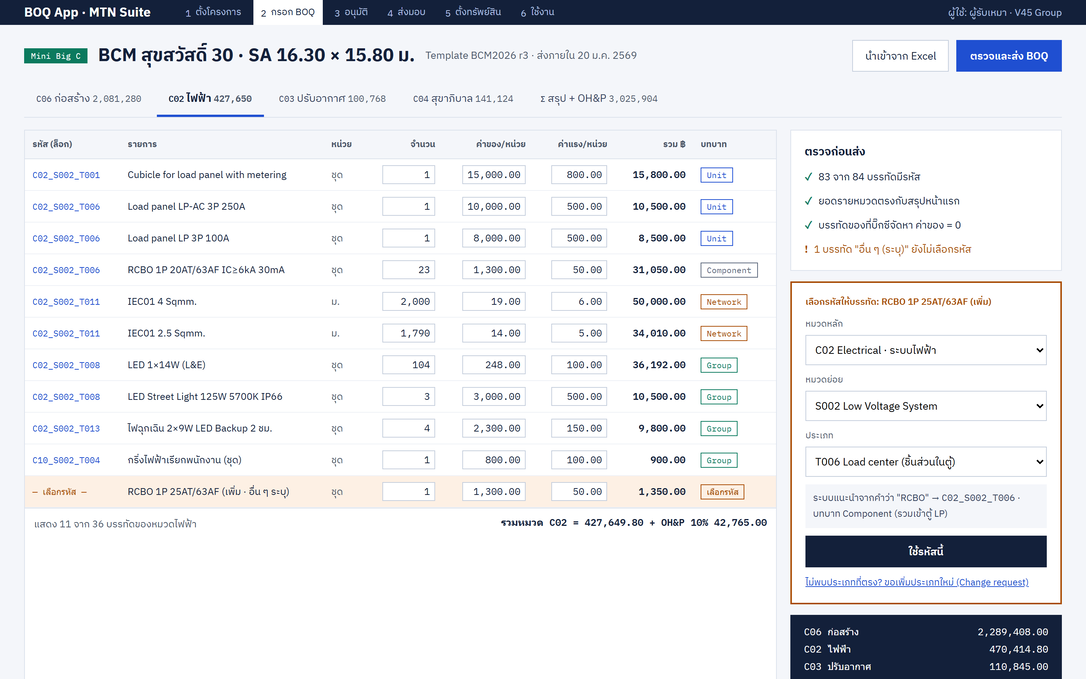 BOQ App · MTN Suite 1 ตั้งโครงการ 2 กรอก BOQ 3 อนุมัติ 4 ส่งมอบ 5 ตั้งทรัพย์สิน 6 ใช้งาน ผู้ใช้: ผู้รับเหมา · V45 Group
Mini Big C BCM สุขสวัสดิ์ 30 · SA 16.30 × 15.80 ม. Template BCM2026 r3 · ส่งภายใน 20 ม.ค. 2569 นำเข้าจาก Excel ตรวจและส่ง BOQ
C06 ก่อสร้าง 2,081,280 C02 ไฟฟ้า 427,650 C03 ปรับอากาศ 100,768 C04 สุขาภิบาล 141,124 Σ สรุป + OH&P 3,025,904
รหัส (ล็อก) รายการ หน่วย จำนวน ค่าของ/หน่วย ค่าแรง/หน่วย รวม ฿ บทบาท
C02_S002_T001 Cubicle for load panel with metering ชุด 1 15,000.00 800.00 15,800.00 Unit
C02_S002_T006 Load panel LP-AC 3P 250A ชุด 1 10,000.00 500.00 10,500.00 Unit
C02_S002_T006 Load panel LP 3P 100A ชุด 1 8,000.00 500.00 8,500.00 Unit
C02_S002_T006 RCBO 1P 20AT/63AF IC≥6kA 30mA ชุด 23 1,300.00 50.00 31,050.00 Component
C02_S002_T011 IEC01 4 Sqmm. ม. 2,000 19.00 6.00 50,000.00 Network
C02_S002_T011 IEC01 2.5 Sqmm. ม. 1,790 14.00 5.00 34,010.00 Network
C02_S002_T008 LED 1×14W (L&E) ชุด 104 248.00 100.00 36,192.00 Group
C02_S002_T008 LED Street Light 125W 5700K IP66 ชุด 3 3,000.00 500.00 10,500.00 Group
C02_S002_T013 ไฟฉุกเฉิน 2×9W LED Backup 2 ชม. ชุด 4 2,300.00 150.00 9,800.00 Group
C10_S002_T004 กริ่งไฟฟ้าเรียกพนักงาน (ชุด) ชุด 1 800.00 100.00 900.00 Group
— เลือกรหัส — RCBO 1P 25AT/63AF (เพิ่ม · อื่น ๆ ระบุ) ชุด 1 1,300.00 50.00 1,350.00 เลือกรหัส
แสดง 11 จาก 36 บรรทัดของหมวดไฟฟ้า รวมหมวด C02 = 427,649.80 + OH&P 10% 42,765.00
ตรวจก่อนส่ง
✓ 83 จาก 84 บรรทัดมีรหัส
✓ ยอดรายหมวดตรงกับสรุปหน้าแรก
✓ บรรทัดของที่บิ๊กซีจัดหา ค่าของ = 0
! 1 บรรทัด "อื่น ๆ (ระบุ)" ยังไม่เลือกรหัส
เลือกรหัสให้บรรทัด: RCBO 1P 25AT/63AF (เพิ่ม)
หมวดหลัก
C02 Electrical · ระบบไฟฟ้า
หมวดย่อย
S002 Low Voltage System
ประเภท
T006 Load center (ชิ้นส่วนในตู้)
ระบบแนะนำจากคำว่า "RCBO" → C02_S002_T006 ·
บทบาท Component (รวมเข้าตู้ LP)
ใช้รหัสนี้
ไม่พบประเภทที่ตรง? ขอเพิ่มประเภทใหม่ (Change request)
C06 ก่อสร้าง 2,289,408.00
C02 ไฟฟ้า 470,414.80
C03 ปรับอากาศ 110,845.00